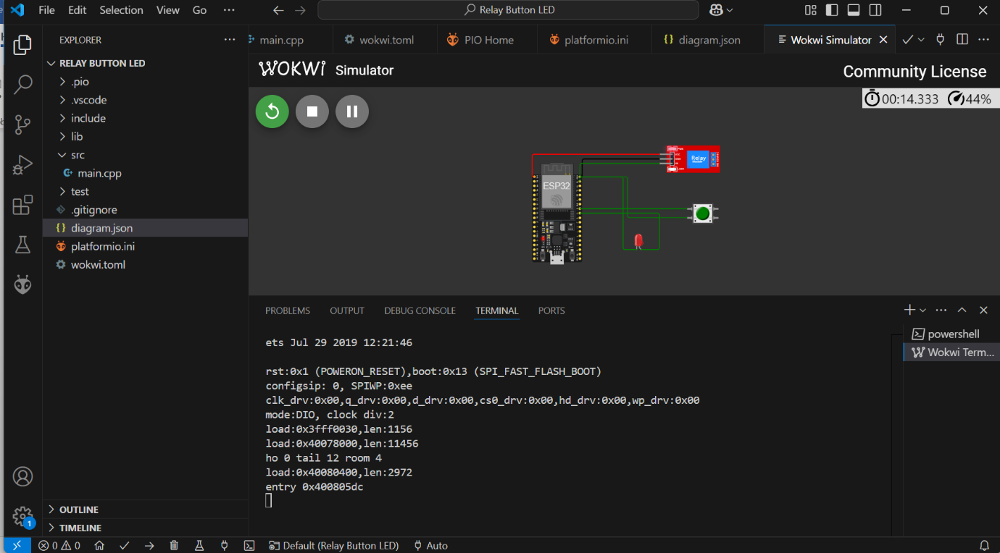 File Edit Selection View Go ··· Relay Button LED
EXPLORER ···
main.cpp wokwi.toml PIO Home platformio.ini {} diagram.json Wokwi Simulator
RELAY BUTTON LED
.pio
.vscode
include
lib
src
main.cpp
test
.gitignore
{} diagram.json
platformio.ini
wokwi.toml
OUTLINE
TIMELINE
WOKWI Simulator
Community License
00:14.333 44%
Relay
ESP32
PROBLEMS OUTPUT DEBUG CONSOLE TERMINAL PORTS
ets Jul 29 2019 12:21:46
rst:0x1 (POWERON_RESET),boot:0x13 (SPI_FAST_FLASH_BOOT)
configsip: 0, SPIWP:0xee
clk_drv:0x00,q_drv:0x00,d_drv:0x00,cs0_drv:0x00,hd_drv:0x00,wp_drv:0x00
mode:DIO, clock div:2
load:0x3fff0030,len:1156
load:0x40078000,len:11456
ho 0 tail 12 room 4
load:0x40080400,len:2972
entry 0x400805dc
powershell
Wokwi Term...
1
0 0 Default (Relay Button LED) Auto